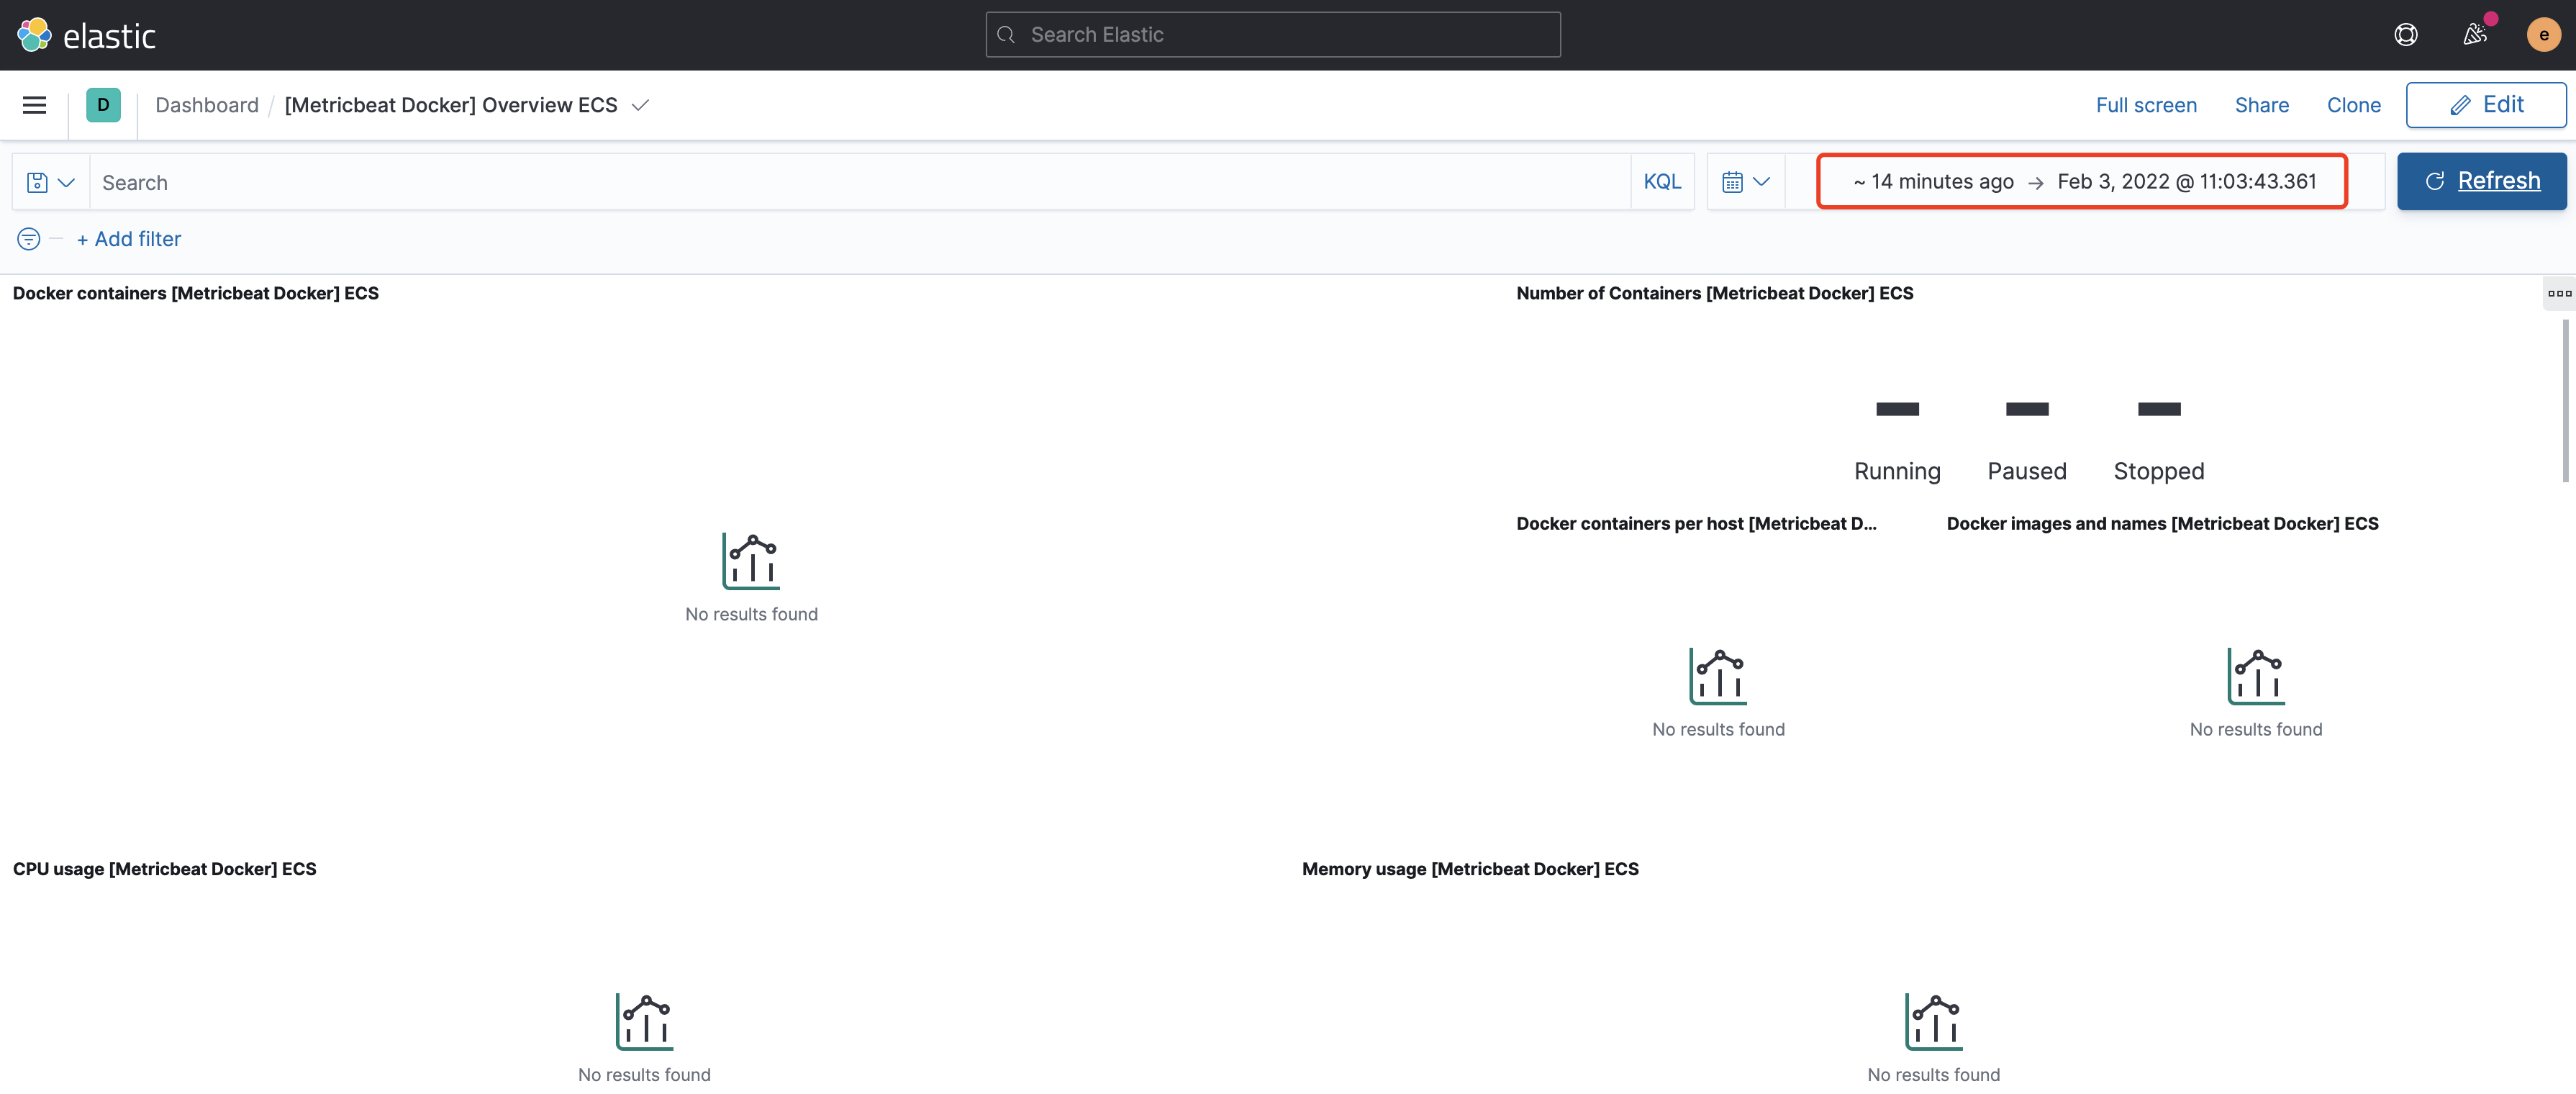 elastic
Search Elastic
e
D
Dashboard / [Metricbeat Docker] Overview ECS
Full screen
Share
Clone
Edit
Search
KQL
~ 14 minutes ago → Feb 3, 2022 @ 11:03:43.361
Refresh
+ Add filter
Docker containers [Metricbeat Docker] ECS
No results found
Number of Containers [Metricbeat Docker] ECS
- - -
Running Paused Stopped
Docker containers per host [Metricbeat D...
No results found
Docker images and names [Metricbeat Docker] ECS
No results found
CPU usage [Metricbeat Docker] ECS
No results found
Memory usage [Metricbeat Docker] ECS
No results found